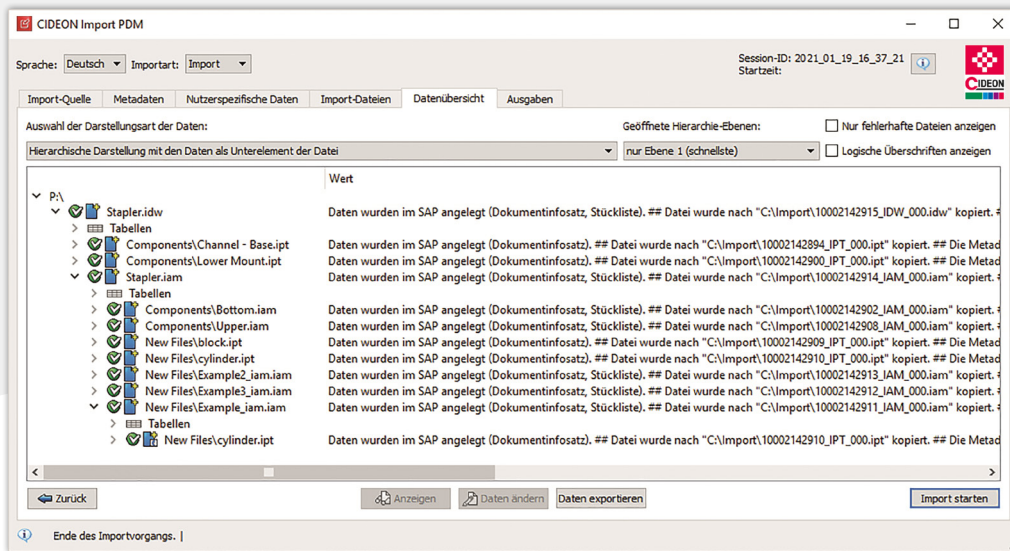 CIDEON Import PDM
Sprache: Deutsch Importart: Import
Session-ID: 2021_01_19_16_37_21
Startzeit:
CIDEON
Import-Quelle Metadaten Nutzerspezifische Daten Import-Dateien Datenübersicht Ausgaben
Auswahl der Darstellungsart der Daten: Geöffnete Hierarchie-Ebenen: Nur fehlerhafte Dateien anzeigen
Hierarchische Darstellung mit den Daten als Unterelement der Datei nur Ebene 1 (schnellste) Logische Überschriften anzeigen
Wert
P:\
Stapler.idw Daten wurden im SAP angelegt (Dokumentinfosatz, Stückliste). ## Datei wurde nach "C:\Import\10002142915_IDW_000.idw" kopiert. #
Tabellen
Components\Channel - Base.ipt Daten wurden im SAP angelegt (Dokumentinfosatz). ## Datei wurde nach "C:\Import\10002142894_IPT_000.ipt" kopiert. ## Die Metad
Components\Lower Mount.ipt Daten wurden im SAP angelegt (Dokumentinfosatz). ## Datei wurde nach "C:\Import\10002142900_IPT_000.ipt" kopiert. ## Die Metad
Stapler.iam Daten wurden im SAP angelegt (Dokumentinfosatz, Stückliste). ## Datei wurde nach "C:\Import\10002142914_IAM_000.iam" kopiert. #
Tabellen
Components\Bottom.iam Daten wurden im SAP angelegt (Dokumentinfosatz, Stückliste). ## Datei wurde nach "C:\Import\10002142902_IAM_000.iam" kopiert. #
Components\Upper.iam Daten wurden im SAP angelegt (Dokumentinfosatz, Stückliste). ## Datei wurde nach "C:\Import\10002142908_IAM_000.iam" kopiert. #
New Files\block.ipt Daten wurden im SAP angelegt (Dokumentinfosatz). ## Datei wurde nach "C:\Import\10002142909_IPT_000.ipt" kopiert. ## Die Metad
New Files\cylinder.ipt Daten wurden im SAP angelegt (Dokumentinfosatz). ## Datei wurde nach "C:\Import\10002142910_IPT_000.ipt" kopiert. ## Die Metad
New Files\Example2_iam.iam Daten wurden im SAP angelegt (Dokumentinfosatz, Stückliste). ## Datei wurde nach "C:\Import\10002142913_IAM_000.iam" kopiert. #
New Files\Example3_iam.iam Daten wurden im SAP angelegt (Dokumentinfosatz, Stückliste). ## Datei wurde nach "C:\Import\10002142912_IAM_000.iam" kopiert. #
New Files\Example_iam.iam Daten wurden im SAP angelegt (Dokumentinfosatz, Stückliste). ## Datei wurde nach "C:\Import\10002142911_IAM_000.iam" kopiert. #
Tabellen
New Files\cylinder.ipt Daten wurden im SAP angelegt (Dokumentinfosatz). ## Datei wurde nach "C:\Import\10002142910_IPT_000.ipt" kopiert. ## Die Metad
Zurück Anzeigen Daten ändern Daten exportieren Import starten
Ende des Importvorgangs. |